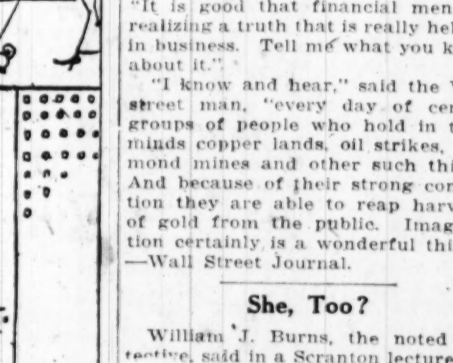 "It is good that financial men
realizing a truth that is really hel
in business. Tell me what you k
about it."
"I know and hear," said the
street man, "every day of cer
groups of people who hold in t
minds copper lands, oil strikes,
mond mines and other such thi
And because of their strong con
tion they are able to reap harv
of gold from the public. Imag
tion certainly is a wonderful thi
—Wall Street Journal.
She, Too?
William J. Burns, the noted
tective, said in a Scranton lecture